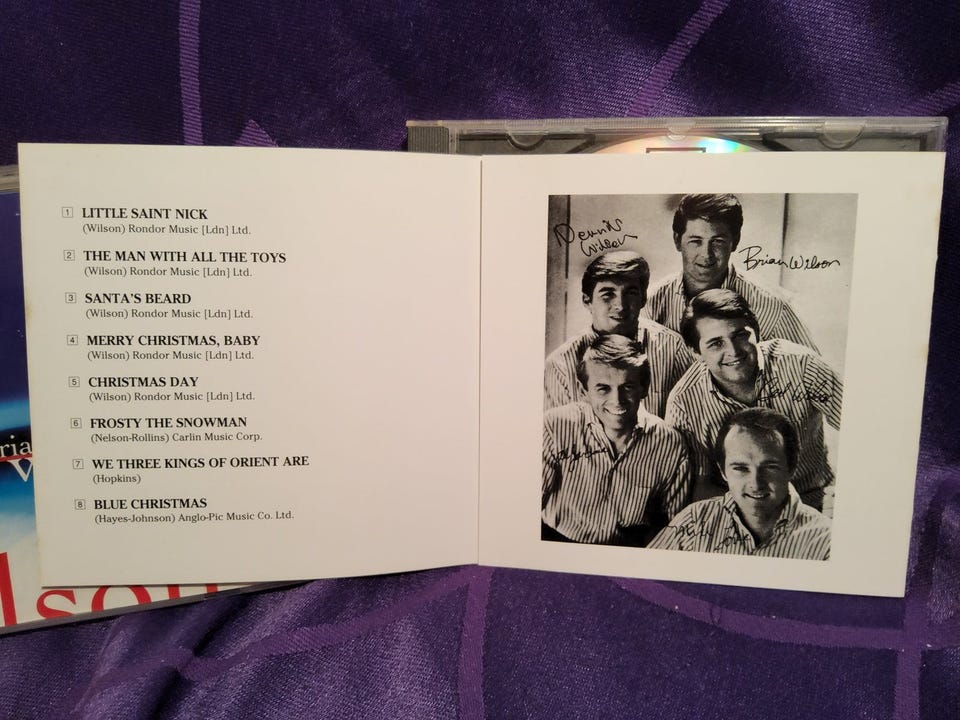 1 LITTLE SAINT NICK
(Wilson) Rondor Music [Ldn] Ltd.
2 THE MAN WITH ALL THE TOYS
(Wilson) Rondor Music [Ldn] Ltd.
3 SANTA'S BEARD
(Wilson) Rondor Music [Ldn] Ltd.
4 MERRY CHRISTMAS, BABY
(Wilson) Rondor Music [Ldn] Ltd.
5 CHRISTMAS DAY
(Wilson) Rondor Music [Ldn] Ltd.
6 FROSTY THE SNOWMAN
(Nelson-Rollins) Carlin Music Corp.
7 WE THREE KINGS OF ORIENT ARE
(Hopkins)
8 BLUE CHRISTMAS
(Hayes-Johnson) Anglo-Pic Music Co. Ltd.
Dennis
Wilson
Brian Wilson
Love